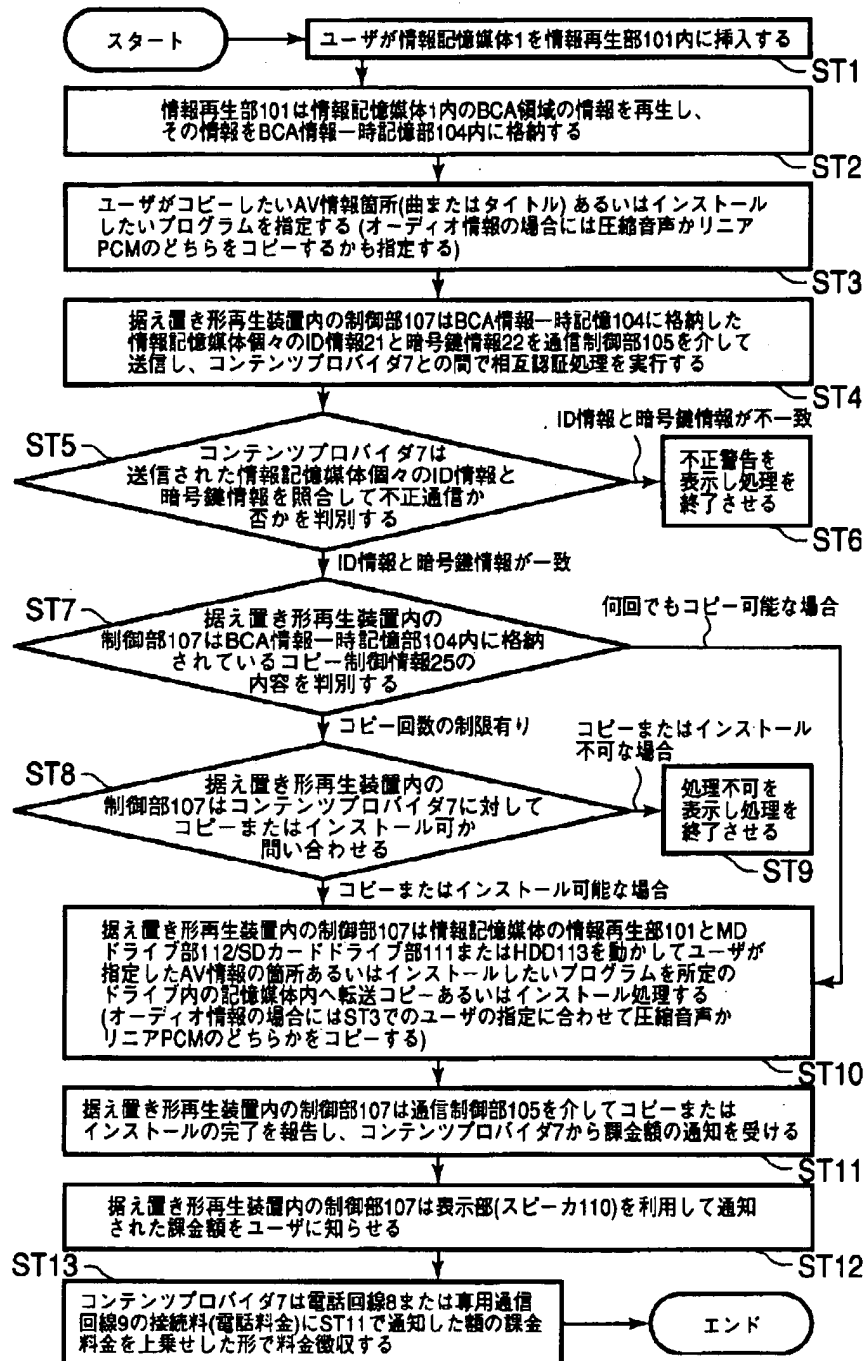 スタート
ユーザが情報記憶媒体1を情報再生部101内に挿入する
ST1
情報再生部101は情報記憶媒体1内のBCA領域の情報を再生し、
その情報をBCA情報一時記憶部104内に格納する
ST2
ユーザがコピーしたいAV情報箇所(曲またはタイトル) あるいはインストール
したいプログラムを指定する (オーディオ情報の場合には圧縮音声かリニア
PCMのどちらをコピーするかも指定する)
ST3
据え置き形再生装置内の制御部107はBCA情報一時記憶104に格納した
情報記憶媒体個々のID情報21と暗号鍵情報22を通信制御部105を介して
送信し、コンテンツプロバイダ7との間で相互認証処理を実行する
ST4
ST5
コンテンツプロバイダ7は
送信された情報記憶媒体個々のID情報と
暗号鍵情報を照合して不正通信か
否かを判別する
ID情報と暗号鍵情報が不一致
不正警告を
表示し処理を
終了させる
ST6
ID情報と暗号鍵情報が一致
ST7
据え置き形再生装置内の
制御部107はBCA情報一時記憶部104内に格納
されているコピー制御情報25の
内容を判別する
何回でもコピー可能な場合
コピー回数の制限有り
ST8
据え置き形再生装置内の
制御部107はコンテンツプロバイダ7に対して
コピーまたはインストール可か
問い合わせる
コピーまたはインストール
不可な場合
処理不可を
表示し処理を
終了させる
ST9
コピーまたはインストール可能な場合
据え置き形再生装置内の制御部107は情報記憶媒体の情報再生部101とMD
ドライブ部112/SDカードドライブ部111またはHDD113を動かしてユーザが
指定したAV情報の箇所あるいはインストールしたいプログラムを所定の
ドライブ内の記憶媒体内へ転送コピーあるいはインストール処理する
(オーディオ情報の場合にはST3でのユーザの指定に合わせて圧縮音声か
リニアPCMのどちらかをコピーする)
ST10
据え置き形再生装置内の制御部107は通信制御部105を介してコピーまたは
インストールの完了を報告し、コンテンツプロバイダ7から課金額の通知を受ける
ST11
据え置き形再生装置内の制御部107は表示部(スピーカ110)を利用して通知
された課金額をユーザに知らせる
ST12
ST13
コンテンツプロバイダ7は電話回線8または専用通信
回線9の接続料(電話料金)にST11で通知した額の課金
料金を上乗せした形で料金徴収する
エンド